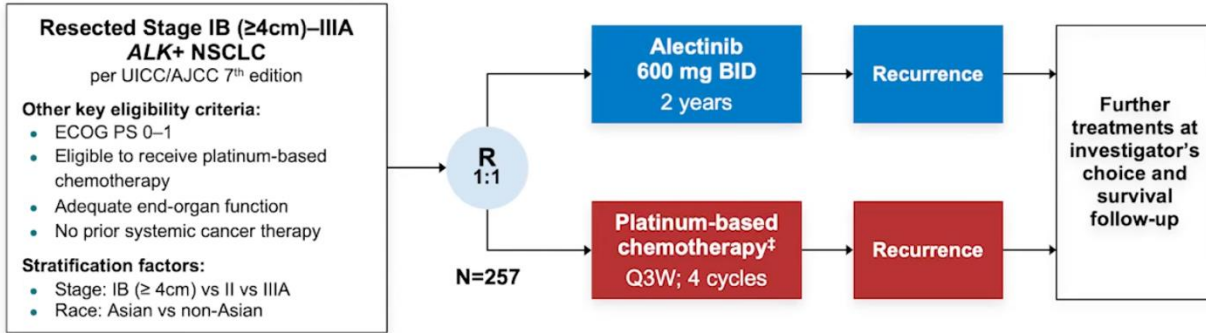 Resected Stage IB (≥4cm)–IIIA
ALK+ NSCLC
per UICC/AJCC 7th edition
Other key eligibility criteria:
• ECOG PS 0–1
• Eligible to receive platinum-based
chemotherapy
• Adequate end-organ function
• No prior systemic cancer therapy
Stratification factors:
• Stage: IB (≥ 4cm) vs II vs IIIA
• Race: Asian vs non-Asian
R
1:1
N=257
Alectinib
600 mg BID
2 years
Recurrence
Platinum-based
chemotherapy‡
Q3W; 4 cycles
Recurrence
Further
treatments at
investigator's
choice and
survival
follow-up